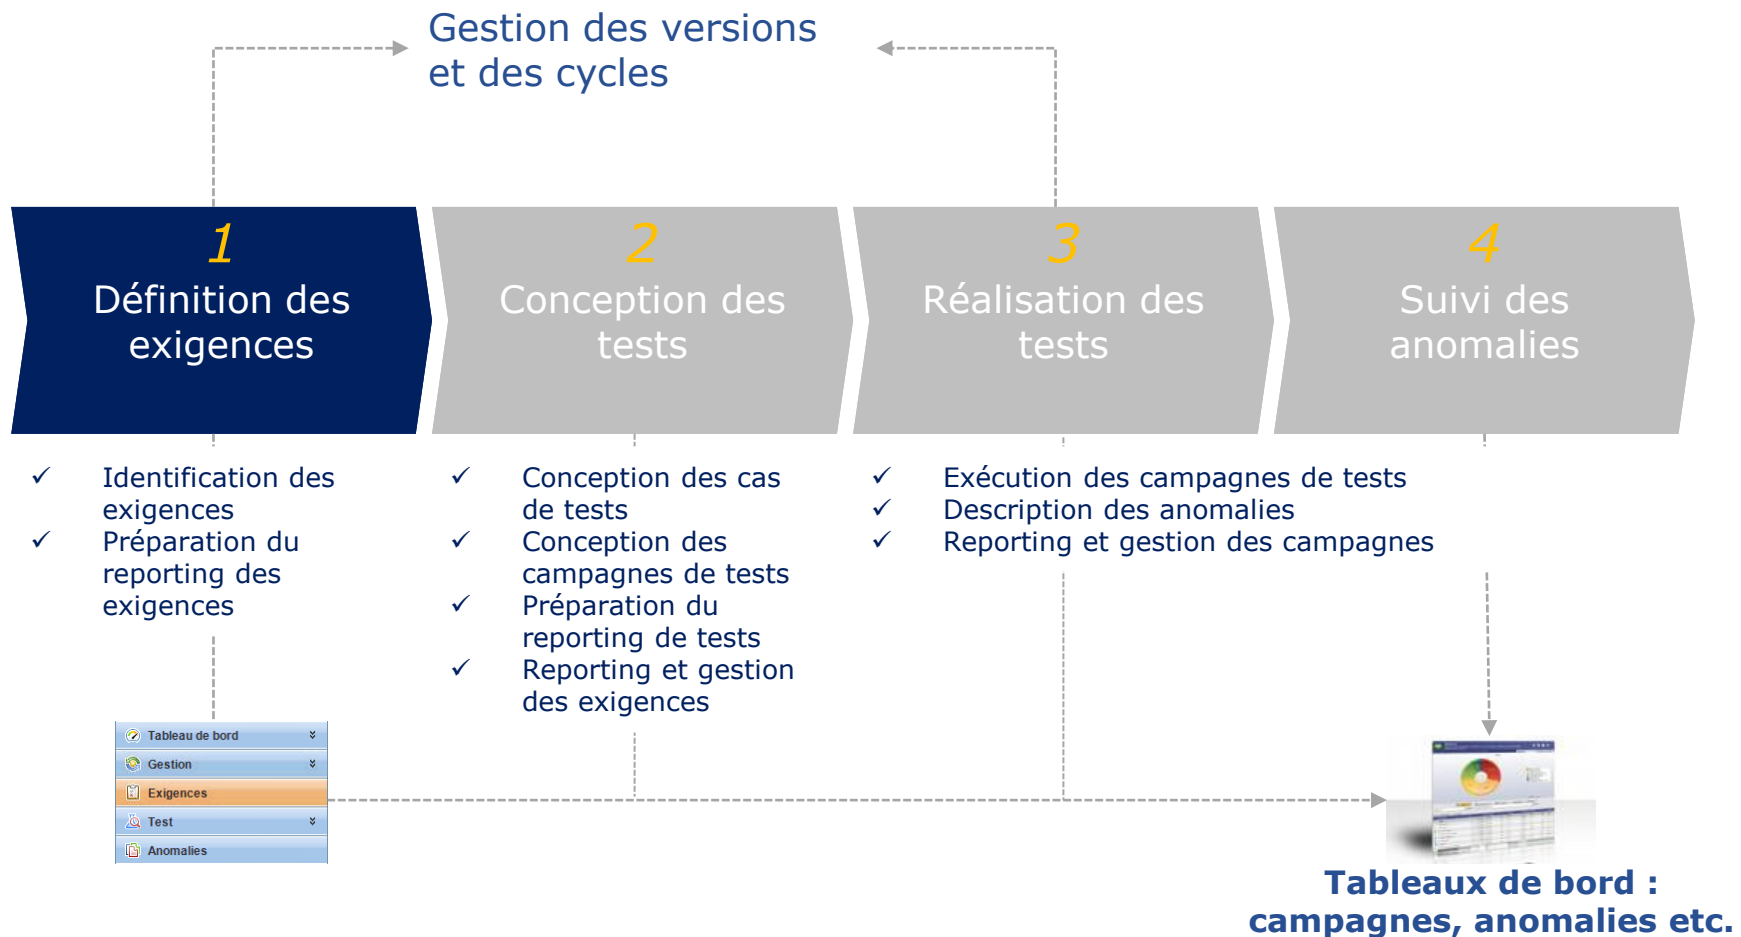 Gestion des versions
et des cycles
1
Définition des
exigences
2
Conception des
tests
3
Réalisation des
tests
4
Suivi des
anomalies
✓ Identification des
exigences
✓ Préparation du
reporting des
exigences
✓ Conception des cas
de tests
✓ Conception des
campagnes de tests
✓ Préparation du
reporting de tests
✓ Reporting et gestion
des exigences
✓ Exécution des campagnes de tests
✓ Description des anomalies
✓ Reporting et gestion des campagnes
Tableau de bord
Gestion
Exigences
Test
Anomalies
Tableaux de bord :
campagnes, anomalies etc.